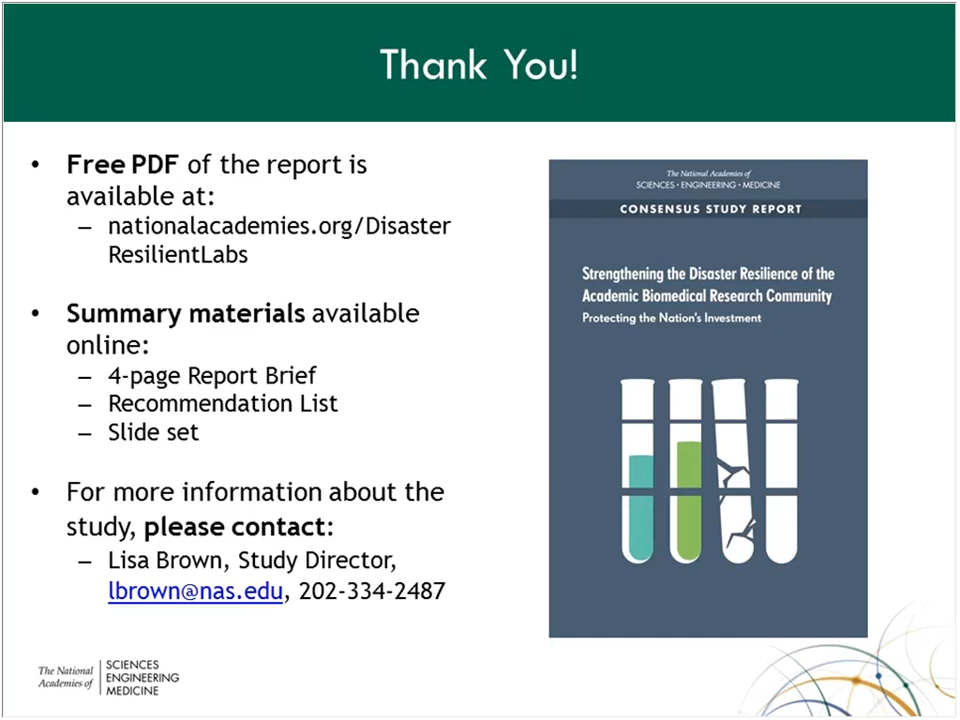 Thank You!
• Free PDF of the report is
available at:
– nationalacademies.org/Disaster
ResilientLabs
• Summary materials available
online:
– 4-page Report Brief
– Recommendation List
– Slide set
• For more information about the
study, please contact:
– Lisa Brown, Study Director,
lbrown@nas.edu, 202-334-2487
The National Academies of
SCIENCES · ENGINEERING · MEDICINE
CONSENSUS STUDY REPORT
Strengthening the Disaster Resilience of the
Academic Biomedical Research Community
Protecting the Nation's Investment
The National
Academies of
SCIENCES
ENGINEERING
MEDICINE